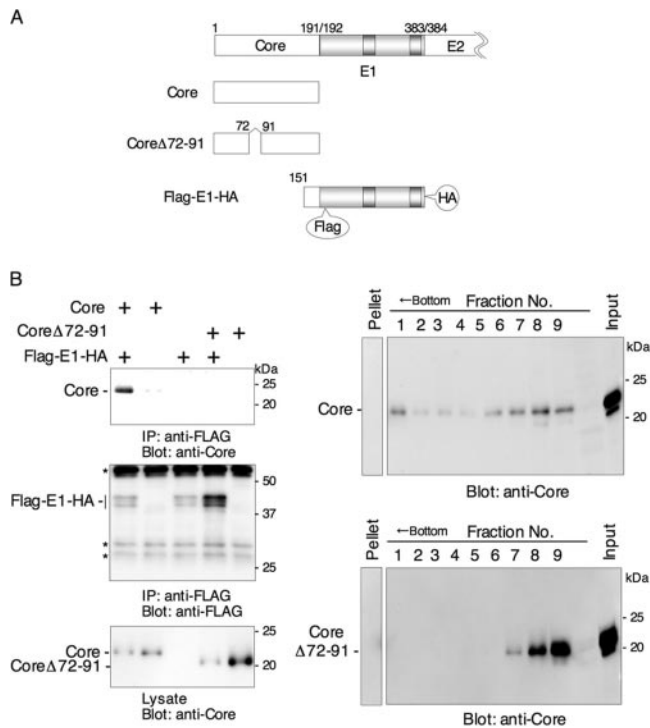 A
1 191/192 383/384
Core E2
E1
Core
72 91
CoreΔ72-91
151
Flag-E1-HA HA
Flag
B
Core + +
CoreΔ72-91 + +
Flag-E1-HA + + +
kDa
Core - - 25
- 20
IP: anti-FLAG
Blot: anti-Core
*
- 50
Flag-E1-HA -
- 37
*
*
- 25
IP: anti-FLAG
Blot: anti-FLAG
- 25
Core -
CoreΔ72-91 - - 20
Lysate
Blot: anti-Core
Pellet ←Bottom Fraction No. Input
1 2 3 4 5 6 7 8 9
kDa
- 25
Core - - 20
Blot: anti-Core
Pellet ←Bottom Fraction No. Input
1 2 3 4 5 6 7 8 9
kDa
- 25
Core
Δ72-91 - - 20
Blot: anti-Core